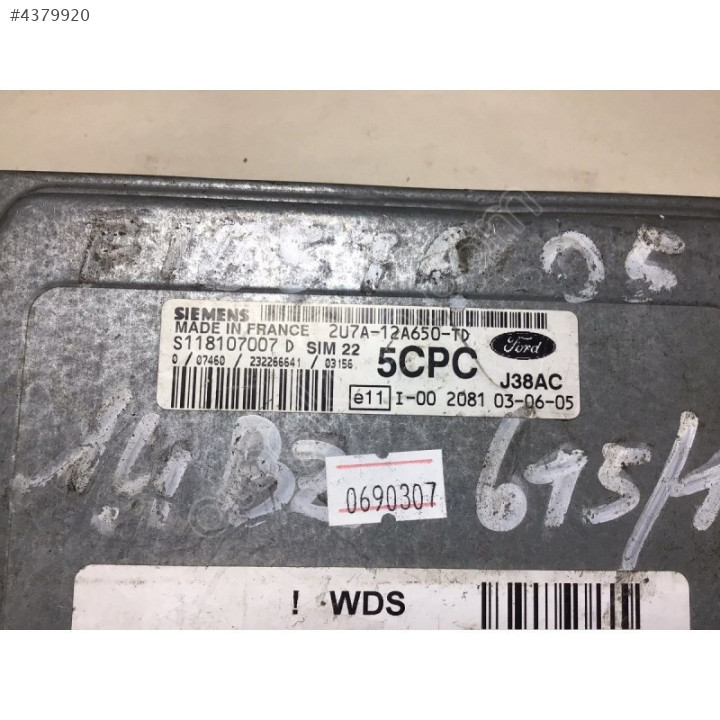 #4379920
05
SIEMENS
MADE IN FRANCE 2U7A-12A650-TD
S118107007 D SIM 22 5CPC Ford
0 / 07460 / 232266641 / 03156 J38AC
e11 I-00 2081 03-06-05
0690307
! WDS